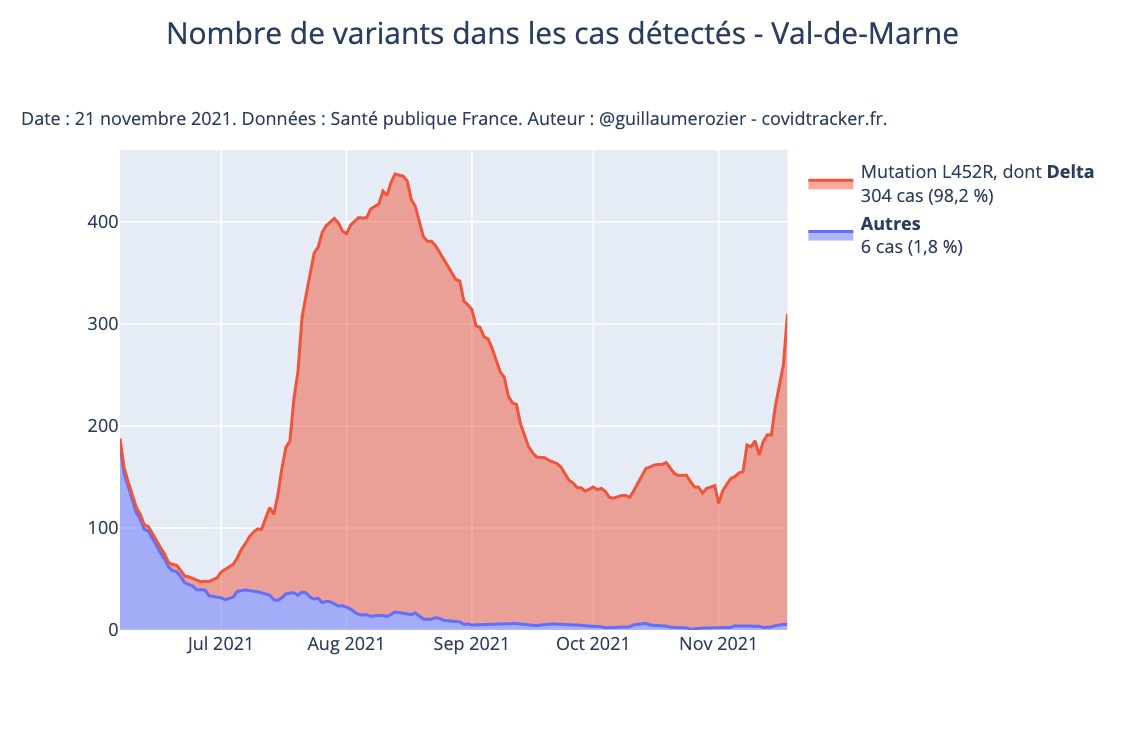 Nombre de variants dans les cas détectés - Val-de-Marne
Date : 21 novembre 2021. Données : Santé publique France. Auteur : @guillaumerozier - covidtracker.fr.
Mutation L452R, dont Delta
304 cas (98,2 %)
Autres
6 cas (1,8 %)
400
300
200
100
0
Jul 2021
Aug 2021
Sep 2021
Oct 2021
Nov 2021